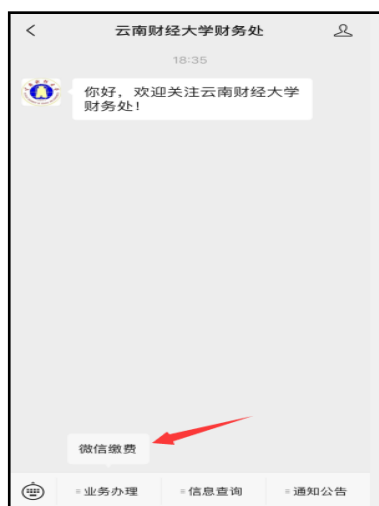 云南财经大学财务处
18:35
你好，欢迎关注云南财经大学
财务处！
微信缴费
业务办理
信息查询
通知公告